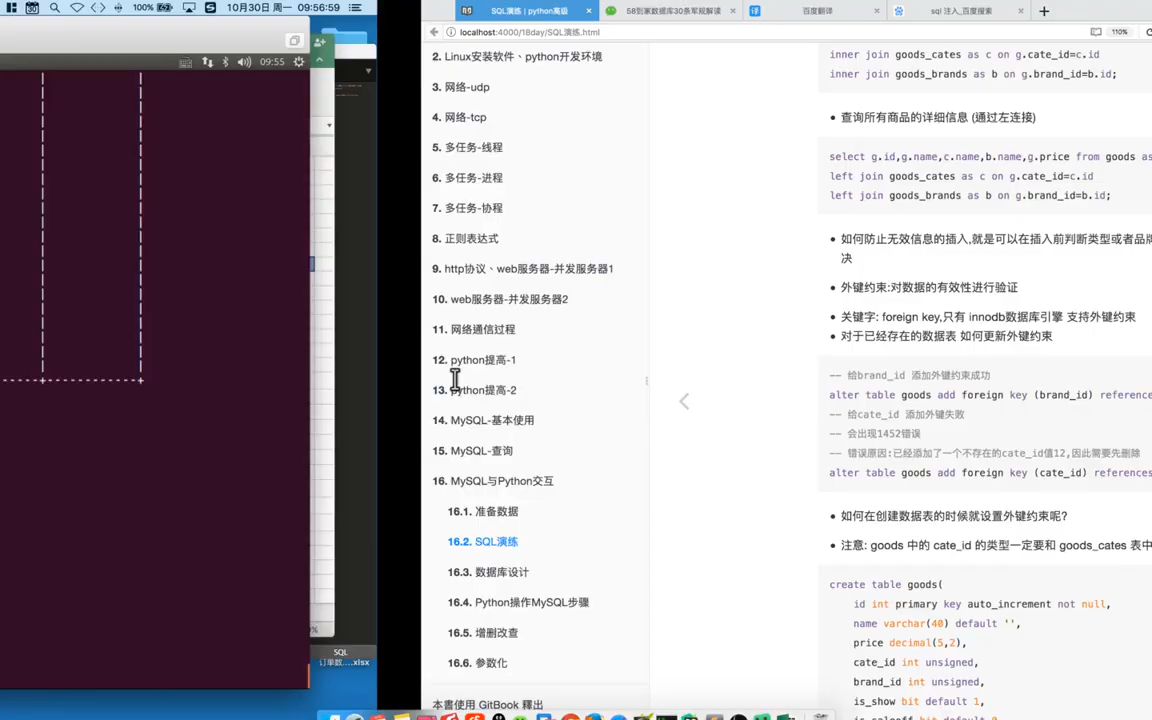 100%
10月30日 周一 09:56:59
SQL演练 | python高级
58到家数据库30条军规解读
百度翻译
sql 注入_百度搜索
localhost:4000/18day/SQL演练.html
110%
09:55
2. Linux安装软件、python开发环境
3. 网络-udp
4. 网络-tcp
5. 多任务-线程
6. 多任务-进程
7. 多任务-协程
8. 正则表达式
9. http协议、web服务器-并发服务器1
10. web服务器-并发服务器2
11. 网络通信过程
12. python提高-1
13. python提高-2
14. MySQL-基本使用
15. MySQL-查询
16. MySQL与Python交互
16.1. 准备数据
16.2. SQL演练
16.3. 数据库设计
16.4. Python操作MySQL步骤
16.5. 增删改查
16.6. 参数化
本書使用 GitBook 釋出
inner join goods_cates as c on g.cate_id=c.id
inner join goods_brands as b on g.brand_id=b.id;
• 查询所有商品的详细信息 (通过左连接)
select g.id,g.name,c.name,b.name,g.price from goods as
left join goods_cates as c on g.cate_id=c.id
left join goods_brands as b on g.brand_id=b.id;
• 如何防止无效信息的插入,就是可以在插入前判断类型或者品牌
决
• 外键约束:对数据的有效性进行验证
• 关键字: foreign key,只有 innodb数据库引擎 支持外键约束
• 对于已经存在的数据表 如何更新外键约束
-- 给brand_id 添加外键约束成功
alter table goods add foreign key (brand_id) reference
-- 给cate_id 添加外键失败
-- 会出现1452错误
-- 错误原因:已经添加了一个不存在的cate_id值12,因此需要先删除
alter table goods add foreign key (cate_id) references
• 如何在创建数据表的时候就设置外键约束呢?
• 注意: goods 中的 cate_id 的类型一定要和 goods_cates 表中
create table goods(
id int primary key auto_increment not null,
name varchar(40) default '',
price decimal(5,2),
cate_id int unsigned,
brand_id int unsigned,
is_show bit default 1,
is_saleoff bit default 0
SQL
订单数....xlsx